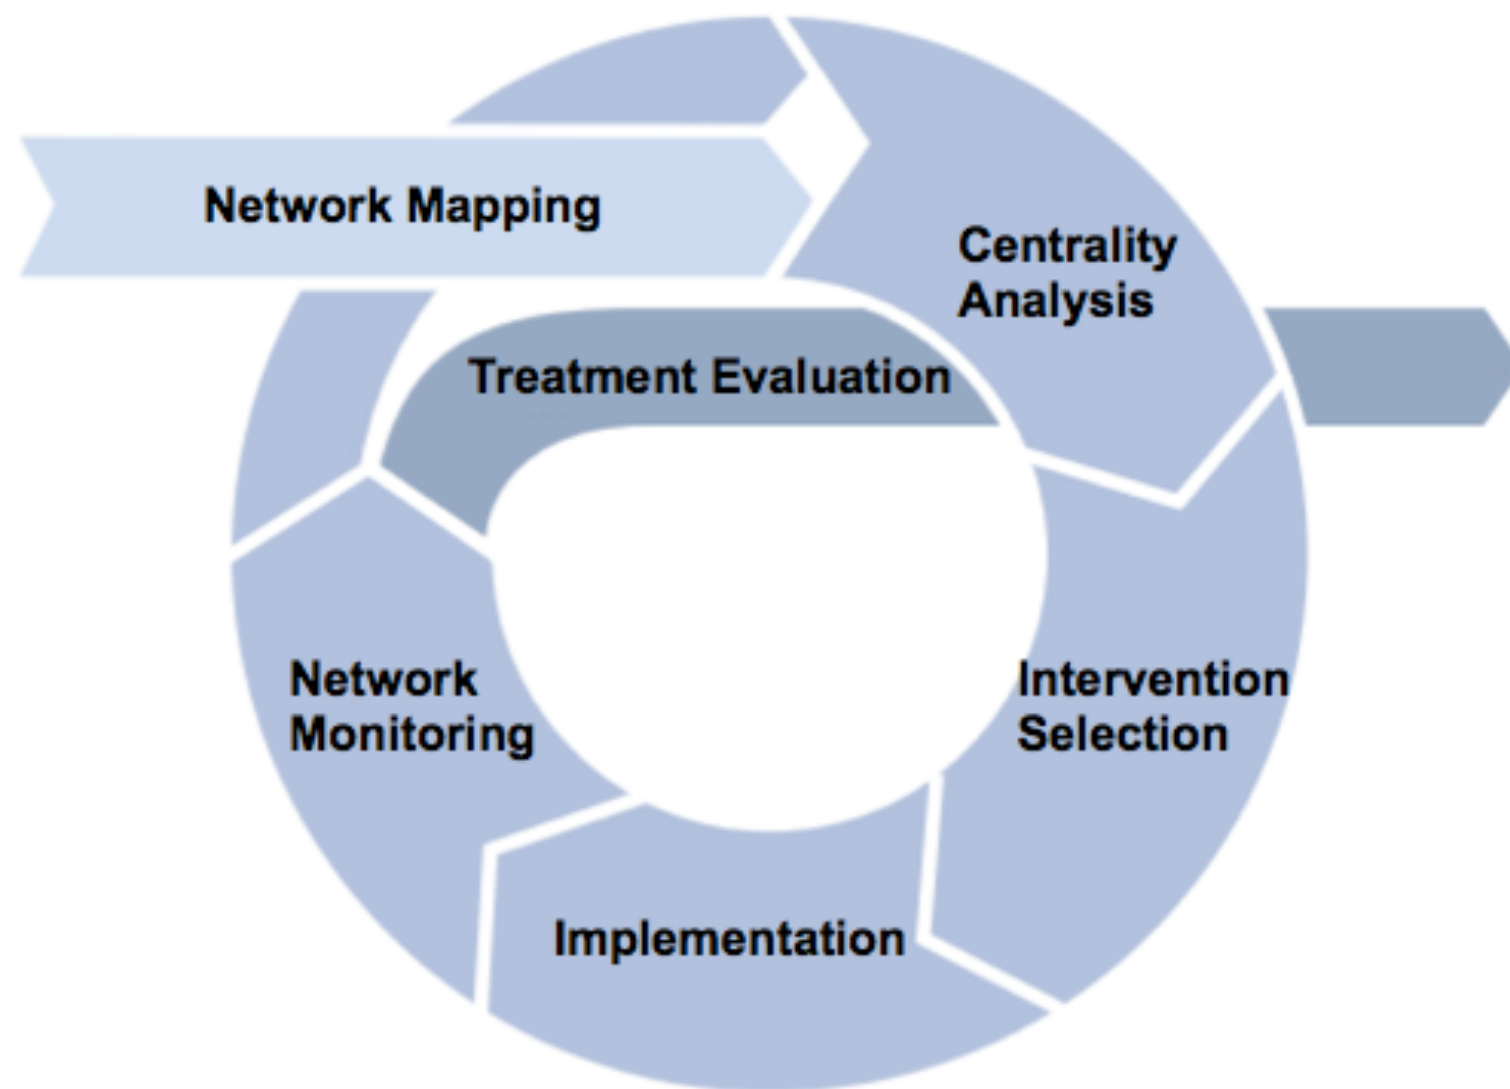 Network Mapping
Centrality
Analysis
Treatment Evaluation
Intervention
Selection
Implementation
Network
Monitoring